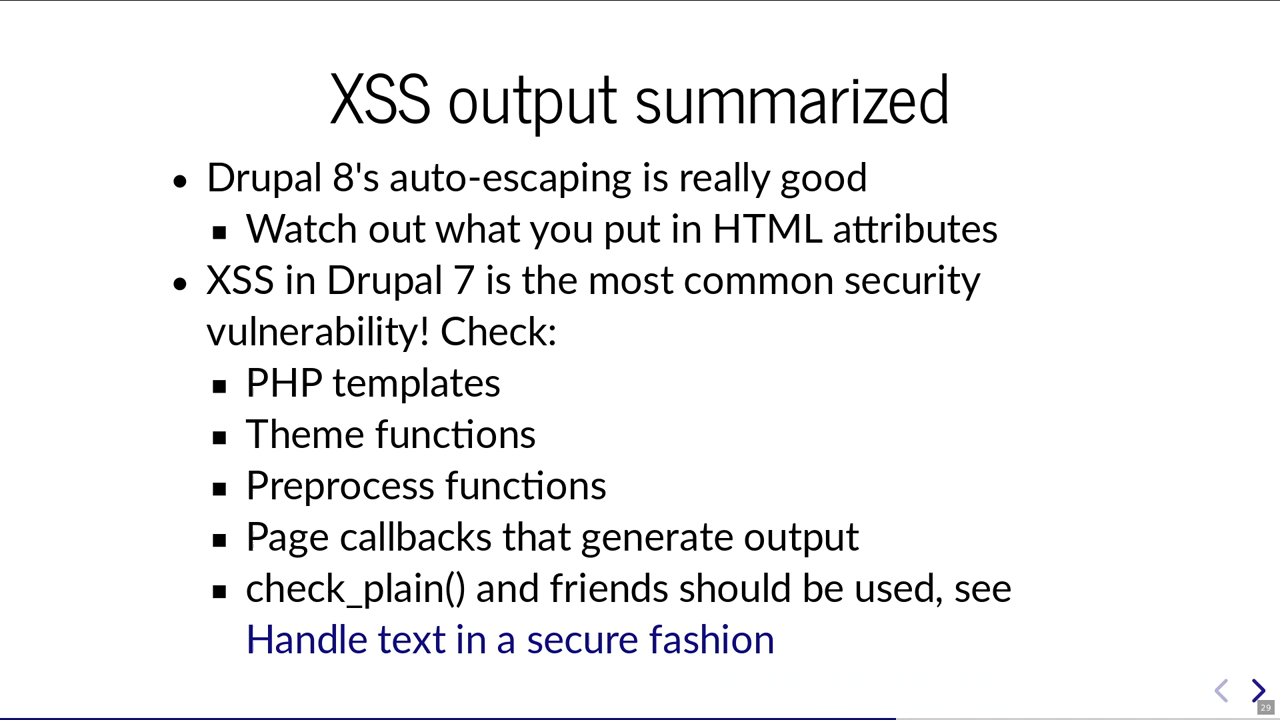 XSS output summarized
• Drupal 8's auto-escaping is really good
▪ Watch out what you put in HTML attributes
• XSS in Drupal 7 is the most common security
vulnerability! Check:
▪ PHP templates
▪ Theme functions
▪ Preprocess functions
▪ Page callbacks that generate output
▪ check_plain() and friends should be used, see
Handle text in a secure fashion
29